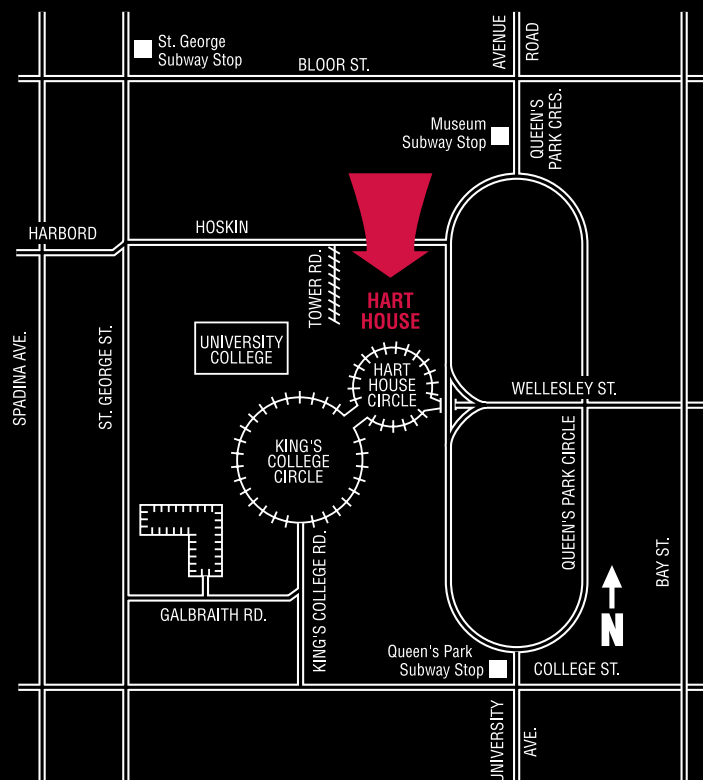 St. George
Subway Stop
BLOOR ST.
AVENUE
ROAD
Museum
Subway Stop
QUEEN'S
PARK CRES.
HARBORD
HOSKIN
TOWER RD.
HART
HOUSE
UNIVERSITY
COLLEGE
HART
HOUSE
CIRCLE
SPADINA AVE.
ST. GEORGE ST.
WELLESLEY ST.
KING'S
COLLEGE
CIRCLE
QUEEN'S PARK CIRCLE
BAY ST.
KING'S COLLEGE RD.
GALBRAITH RD.
N
Queen's Park
Subway Stop
COLLEGE ST.
UNIVERSITY
AVE.